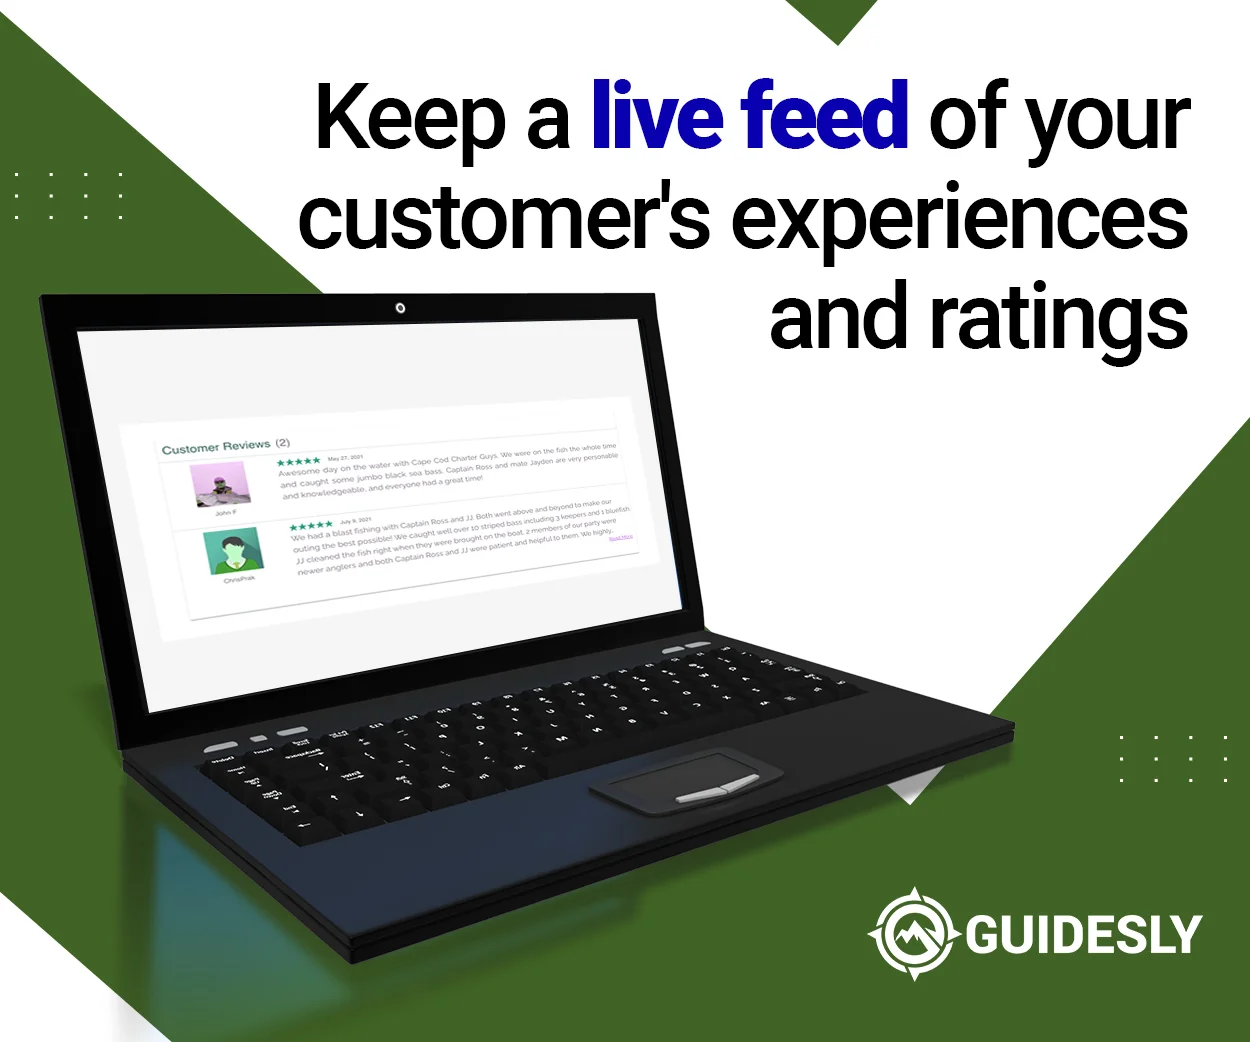 Keep a live feed of your
customer's experiences
and ratings
Customer Reviews (2)
★★★★★ May 27, 2021
Awesome day on the water with Cape Cod Charter Guys. We were on the fish the whole time
and caught some jumbo black sea bass. Captain Ross and mate Jayden are very personable
and knowledgeable, and everyone had a great time!
John F
★★★★★ July 9, 2021
We had a blast fishing with Captain Ross and JJ. Both went above and beyond to make our
outing the best possible! We caught well over 10 striped bass including 3 keepers and 1 bluefish.
JJ cleaned the fish right when they were brought on the boat. 2 members of our party were
newer anglers and both Captain Ross and JJ were patient and helpful to them. We highly...
Read More
ChrisPrak
GUIDESLY